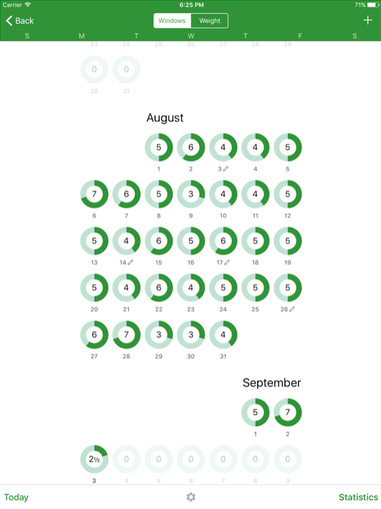 Carrier 6:25 PM 71%
Back Windows Weight +
S M T W T F S
23 24 25 26 27 28 29
0 0
30 31
August
5 6 4 4 5
1 2 3 4 5
7 6 5 3 4 4 5
6 7 8 9 10 11 12
5 4 6 5 6 5 5
13 14 15 16 17 18 19
5 4 6 4 5 5 5
20 21 22 23 24 25 26
6 7 3 3 4
27 28 29 30 31
September
5 7
1 2
2½ 0 0 0 0 0 0
3 4 5 6 7 8 9
Today Statistics